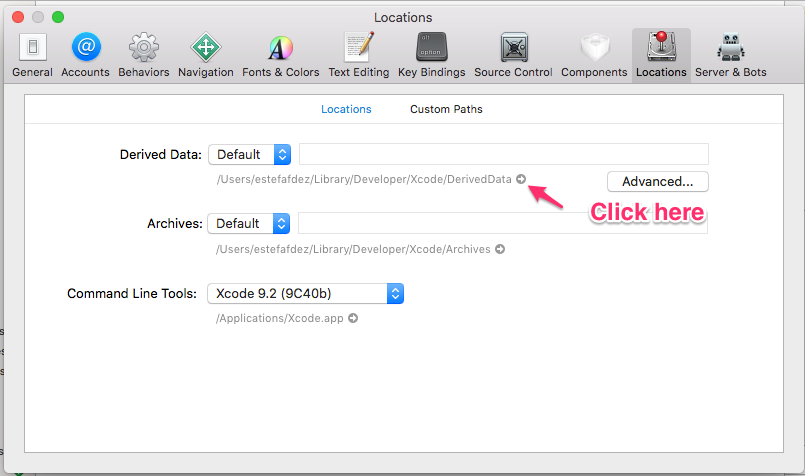 Locations
General Accounts Behaviors Navigation Fonts & Colors Text Editing Key Bindings Source Control Components Locations Server & Bots
Locations Custom Paths
Derived Data: Default
/Users/estefafdez/Library/Developer/Xcode/DerivedData
Advanced...
Click here
Archives: Default
/Users/estefafdez/Library/Developer/Xcode/Archives
Command Line Tools: Xcode 9.2 (9C40b)
/Applications/Xcode.app